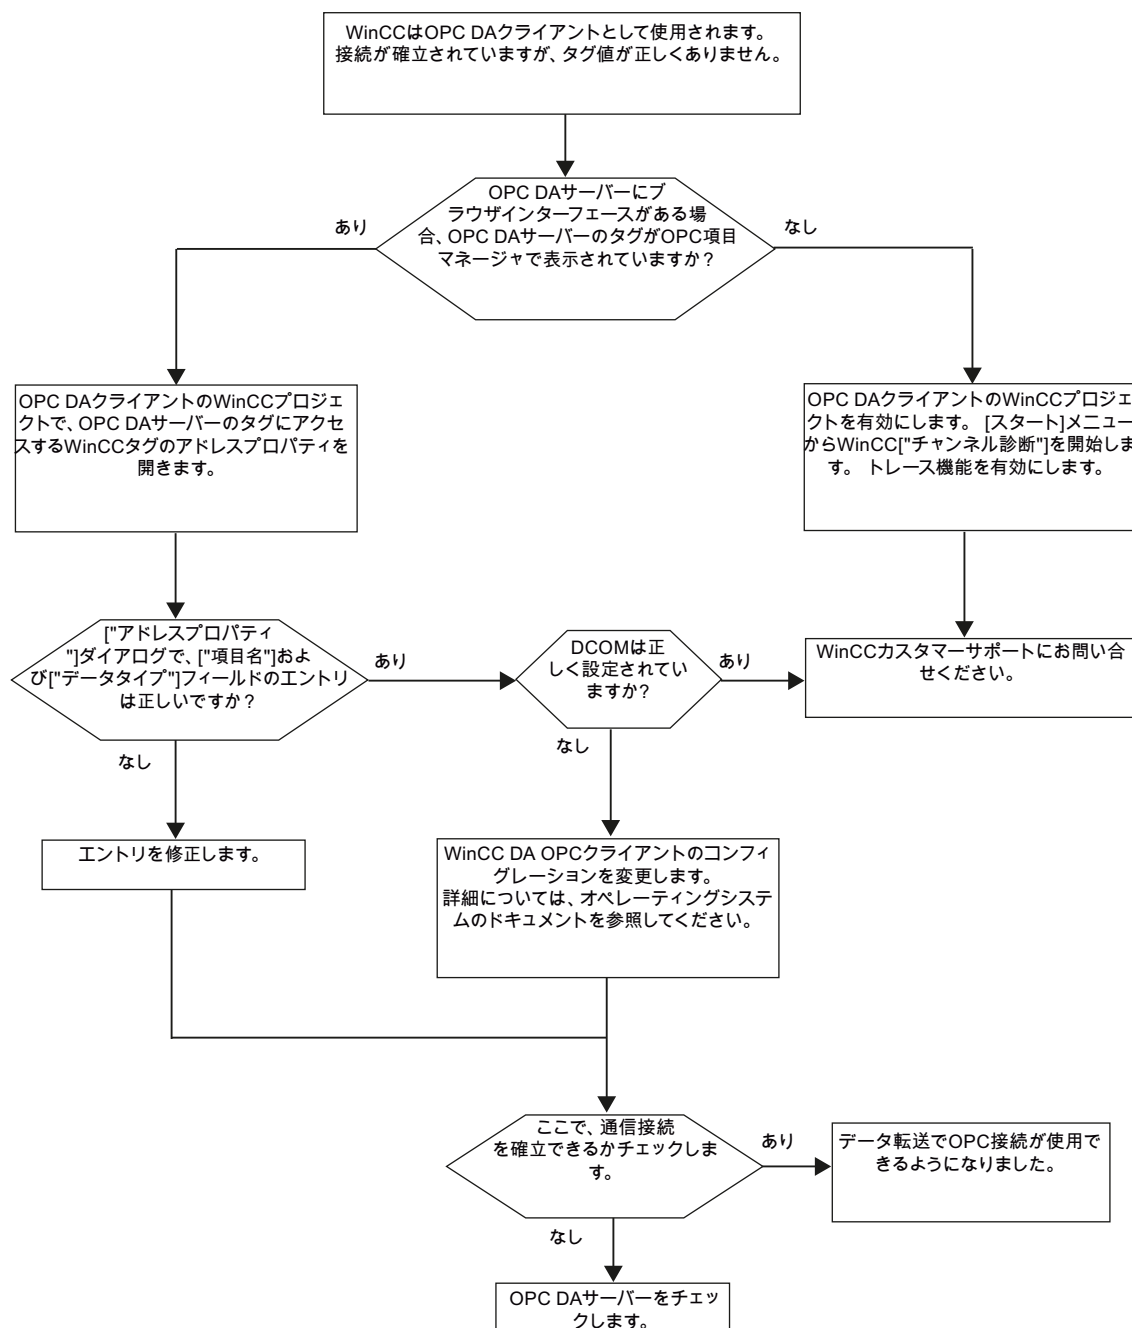 WinCCはOPC DAクライアントとして使用されます。
接続が確立されていますが、タグ値が正しくありません。
OPC DAサーバーにブ
ラウザインターフェースがある場
合、OPC DAサーバーのタグがOPC項目
マネージャで表示されていますか?
あり
なし
OPC DAクライアントのWinCCプロジェ
クトで、OPC DAサーバーのタグにアクセ
スするWinCCタグのアドレスプロパティを
開きます。
OPC DAクライアントのWinCCプロジェ
クトを有効にします。 [スタート]メニュー
からWinCC["チャンネル診断"]を開始しま
す。 トレース機能を有効にします。
["アドレスプロパティ
"]ダイアログで、["項目名"]およ
び["データタイプ"]フィールドのエントリ
は正しいですか?
あり
なし
DCOMは正
しく設定されてい
ますか?
あり
なし
WinCCカスタマーサポートにお問い合
せください。
エントリを修正します。
WinCC DA OPCクライアントのコンフィ
グレーションを変更します。
詳細については、オペレーティングシステ
ムのドキュメントを参照してください。
ここで、通信接続
を確立できるかチェックしま
す。
あり
なし
データ転送でOPC接続が使用で
きるようになりました。
OPC DAサーバーをチェッ
クします。